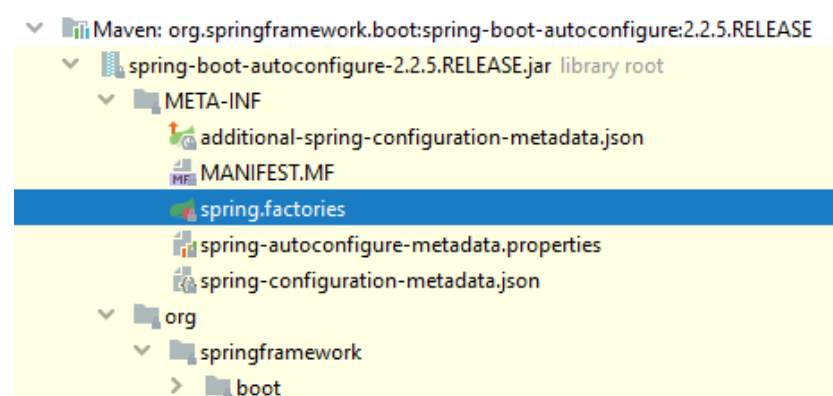 Maven: org.springframework.boot:spring-boot-autoconfigure:2.2.5.RELEASE
spring-boot-autoconfigure-2.2.5.RELEASE.jar library root
META-INF
additional-spring-configuration-metadata.json
MF MANIFEST.MF
spring.factories
spring-autoconfigure-metadata.properties
spring-configuration-metadata.json
org
springframework
boot